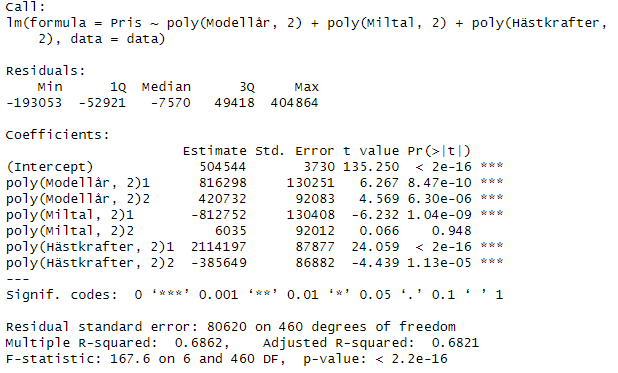 Call:
lm(formula = Pris ~ poly(Modellår, 2) + poly(Miltal, 2) + poly(Hästkrafter,
    2), data = data)

Residuals:
    Min      1Q  Median      3Q     Max
-193053  -52921   -7570   49418  404864

Coefficients:
                      Estimate Std. Error t value Pr(>|t|)
(Intercept)             504544       3730 135.250  < 2e-16 ***
poly(Modellår, 2)1      816298     130251   6.267 8.47e-10 ***
poly(Modellår, 2)2      420732      92083   4.569 6.30e-06 ***
poly(Miltal, 2)1       -812752     130408  -6.232 1.04e-09 ***
poly(Miltal, 2)2          6035      92012   0.066    0.948
poly(Hästkrafter, 2)1  2114197      87877  24.059  < 2e-16 ***
poly(Hästkrafter, 2)2  -385649      86882  -4.439 1.13e-05 ***
---
Signif. codes:  0 ‘***’ 0.001 ‘**’ 0.01 ‘*’ 0.05 ‘.’ 0.1 ‘ ’ 1

Residual standard error: 80620 on 460 degrees of freedom
Multiple R-squared:  0.6862,    Adjusted R-squared:  0.6821
F-statistic: 167.6 on 6 and 460 DF,  p-value: < 2.2e-16